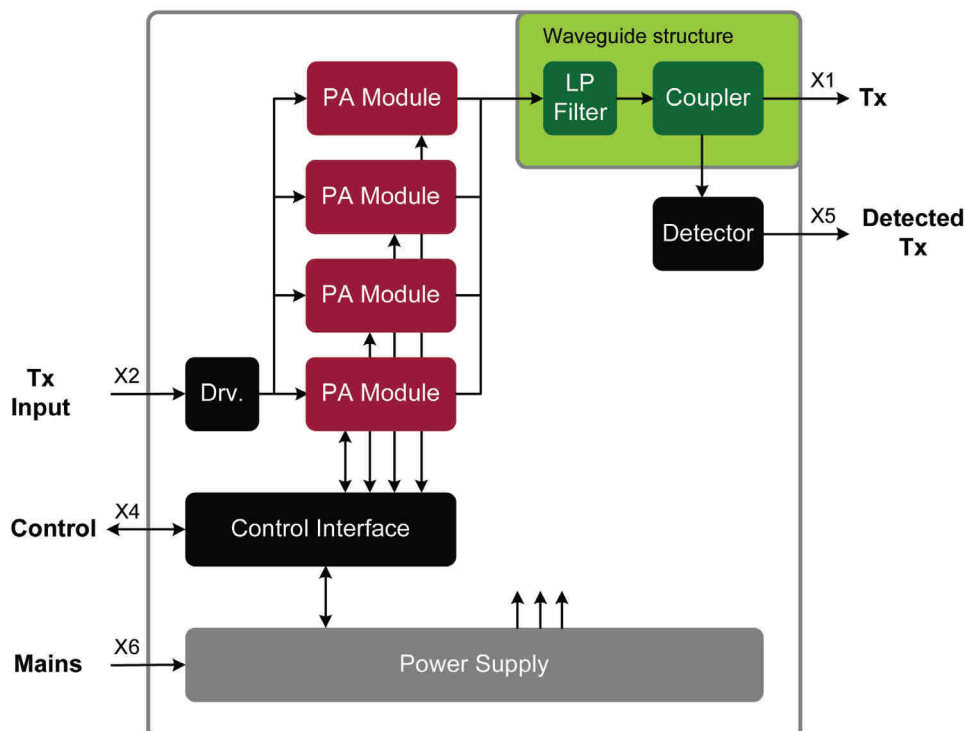 Waveguide structure
PA Module
LP
Filter
Coupler
X1
Tx
PA Module
Detector
X5
Detected
Tx
PA Module
Tx
Input
X2
Drv.
PA Module
Control
X4
Control Interface
Mains
X6
Power Supply